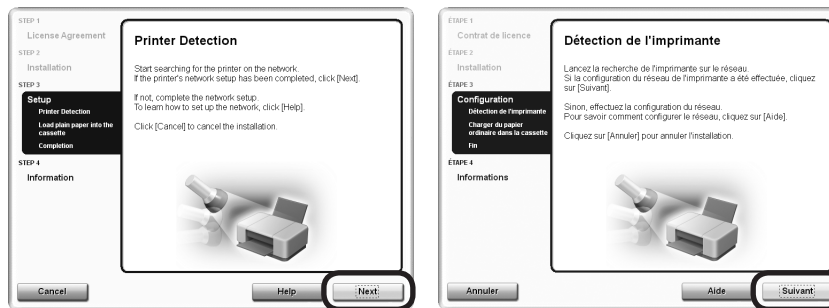 STEP 1
License Agreement
STEP 2
Installation
STEP 3
Setup
Printer Detection
Load plain paper into the
cassette
Completion
STEP 4
Information
Printer Detection
Start searching for the printer on the network.
If the printer's network setup has been completed, click [Next].
If not, complete the network setup.
To learn how to set up the network, click [Help].
Click [Cancel] to cancel the installation.
Cancel
Help
Next
ÉTAPE 1
Contrat de licence
ÉTAPE 2
Installation
ÉTAPE 3
Configuration
Détection de l'imprimante
Charger du papier
ordinaire dans la cassette
Fin
ÉTAPE 4
Informations
Détection de l'imprimante
Lancez la recherche de l'imprimante sur le réseau.
Si la configuration du réseau de l'imprimante a été effectuée, cliquez
sur [Suivant].
Sinon, effectuez la configuration du réseau.
Pour savoir comment configurer le réseau, cliquez sur [Aide].
Cliquez sur [Annuler] pour annuler l'installation.
Annuler
Aide
Suivant